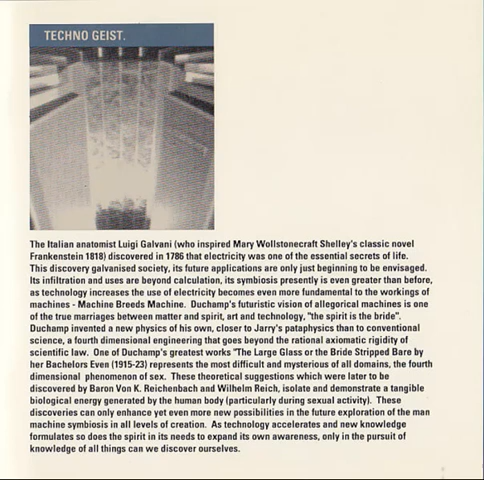 TECHNO GEIST.
The Italian anatomist Luigi Galvani (who inspired Mary Wollstonecraft Shelley's classic novel
Frankenstein 1818) discovered in 1786 that electricity was one of the essential secrets of life.
This discovery galvanised society, its future applications are only just beginning to be envisaged.
Its infiltration and uses are beyond calculation, its symbiosis presently is even greater than before,
as technology increases the use of electricity becomes even more fundamental to the workings of
machines - Machine Breeds Machine. Duchamp's futuristic vision of allegorical machines is one
of the true marriages between matter and spirit, art and technology, "the spirit is the bride".
Duchamp invented a new physics of his own, closer to Jarry's pataphysics than to conventional
science, a fourth dimensional engineering that goes beyond the rational axiomatic rigidity of
scientific law. One of Duchamp's greatest works "The Large Glass or the Bride Stripped Bare by
her Bachelors Even (1915-23) represents the most difficult and mysterious of all domains, the fourth
dimensional phenomenon of sex. These theoretical suggestions which were later to be
discovered by Baron Von K. Reichenbach and Wilhelm Reich, isolate and demonstrate a tangible
biological energy generated by the human body (particularly during sexual activity). These
discoveries can only enhance yet even more new possibilities in the future exploration of the man
machine symbiosis in all levels of creation. As technology accelerates and new knowledge
formulates so does the spirit in its needs to expand its own awareness, only in the pursuit of
knowledge of all things can we discover ourselves.